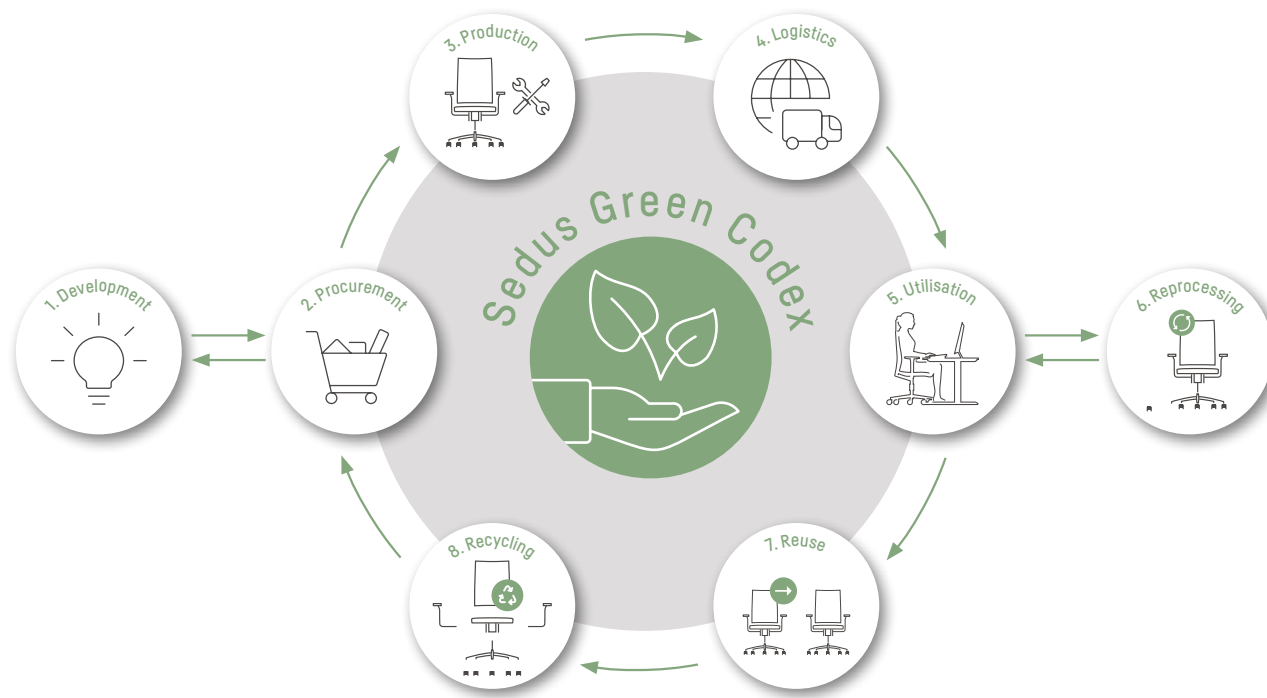 3. Production
4. Logistics
Sedus Green Codex
1. Development
2. Procurement
5. Utilisation
6. Reprocessing
8. Recycling
7. Reuse